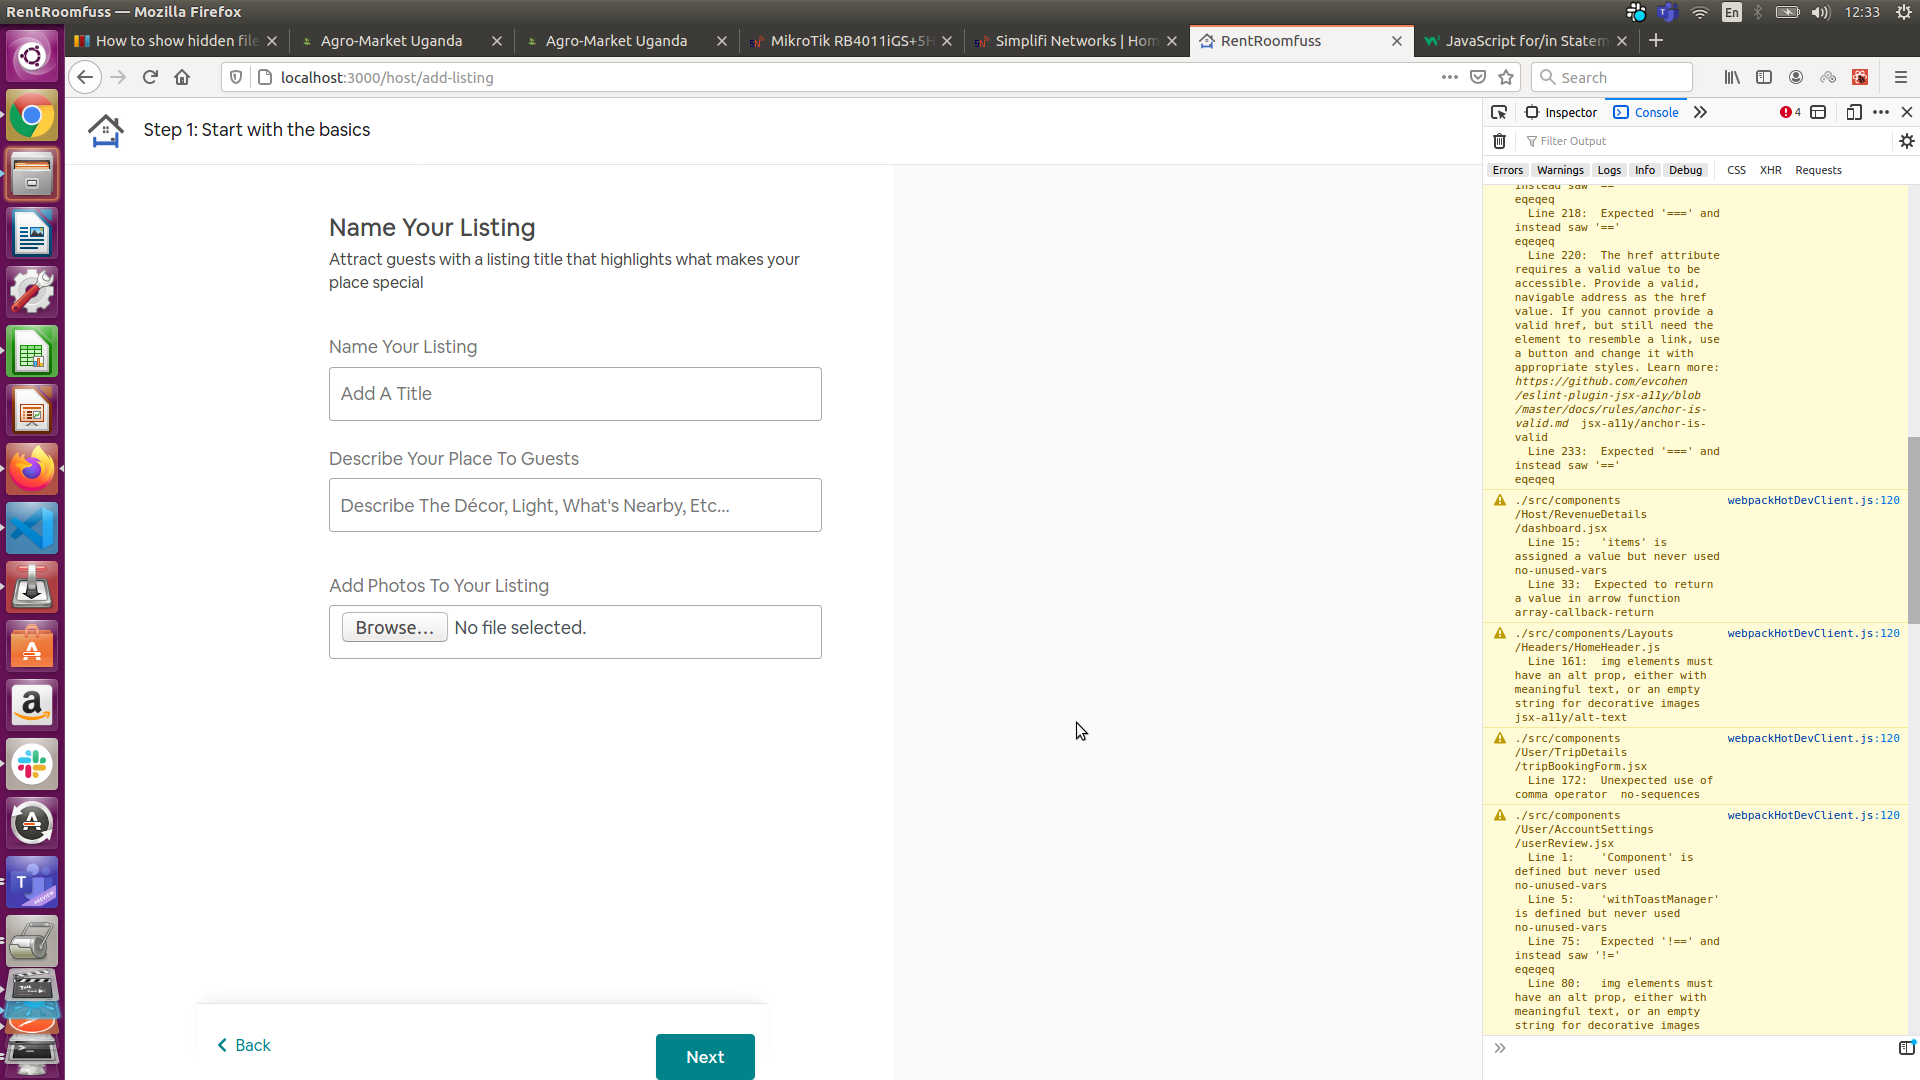 RentRoomfuss — Mozilla Firefox
En
12:33
How to show hidden file
Agro-Market Uganda
Agro-Market Uganda
MikroTik RB4011iGS+5H
Simplifi Networks | Hom
RentRoomfuss
JavaScript for/in Statem
localhost:3000/host/add-listing
Search
Step 1: Start with the basics
Name Your Listing
Attract guests with a listing title that highlights what makes your
place special
Name Your Listing
Add A Title
Describe Your Place To Guests
Describe The Décor, Light, What's Nearby, Etc...
Add Photos To Your Listing
Browse... No file selected.
Back
Next
Inspector
Console
4
Filter Output
Errors Warnings Logs Info Debug CSS XHR Requests
instead saw '=='
eqeqeq
Line 218: Expected '===' and
instead saw '=='
eqeqeq
Line 220: The href attribute
requires a valid value to be
accessible. Provide a valid,
navigable address as the href
value. If you cannot provide a
valid href, but still need the
element to resemble a link, use
a button and change it with
appropriate styles. Learn more:
https://github.com/evcohen
/eslint-plugin-jsx-a11y/blob
/master/docs/rules/anchor-is-
valid.md jsx-a11y/anchor-is-
valid
Line 233: Expected '===' and
instead saw '=='
eqeqeq
./src/components webpackHotDevClient.js:120
/Host/RevenueDetails
/dashboard.jsx
Line 15: 'items' is
assigned a value but never used
no-unused-vars
Line 33: Expected to return
a value in arrow function
array-callback-return
./src/components/Layouts webpackHotDevClient.js:120
/Headers/HomeHeader.js
Line 161: img elements must
have an alt prop, either with
meaningful text, or an empty
string for decorative images
jsx-a11y/alt-text
./src/components webpackHotDevClient.js:120
/User/TripDetails
/tripBookingForm.jsx
Line 172: Unexpected use of
comma operator no-sequences
./src/components webpackHotDevClient.js:120
/User/AccountSettings
/userReview.jsx
Line 1: 'Component' is
defined but never used
no-unused-vars
Line 5: 'withToastManager'
is defined but never used
no-unused-vars
Line 75: Expected '!==' and
instead saw '!='
eqeqeq
Line 80: img elements must
have an alt prop, either with
meaningful text, or an empty
string for decorative images